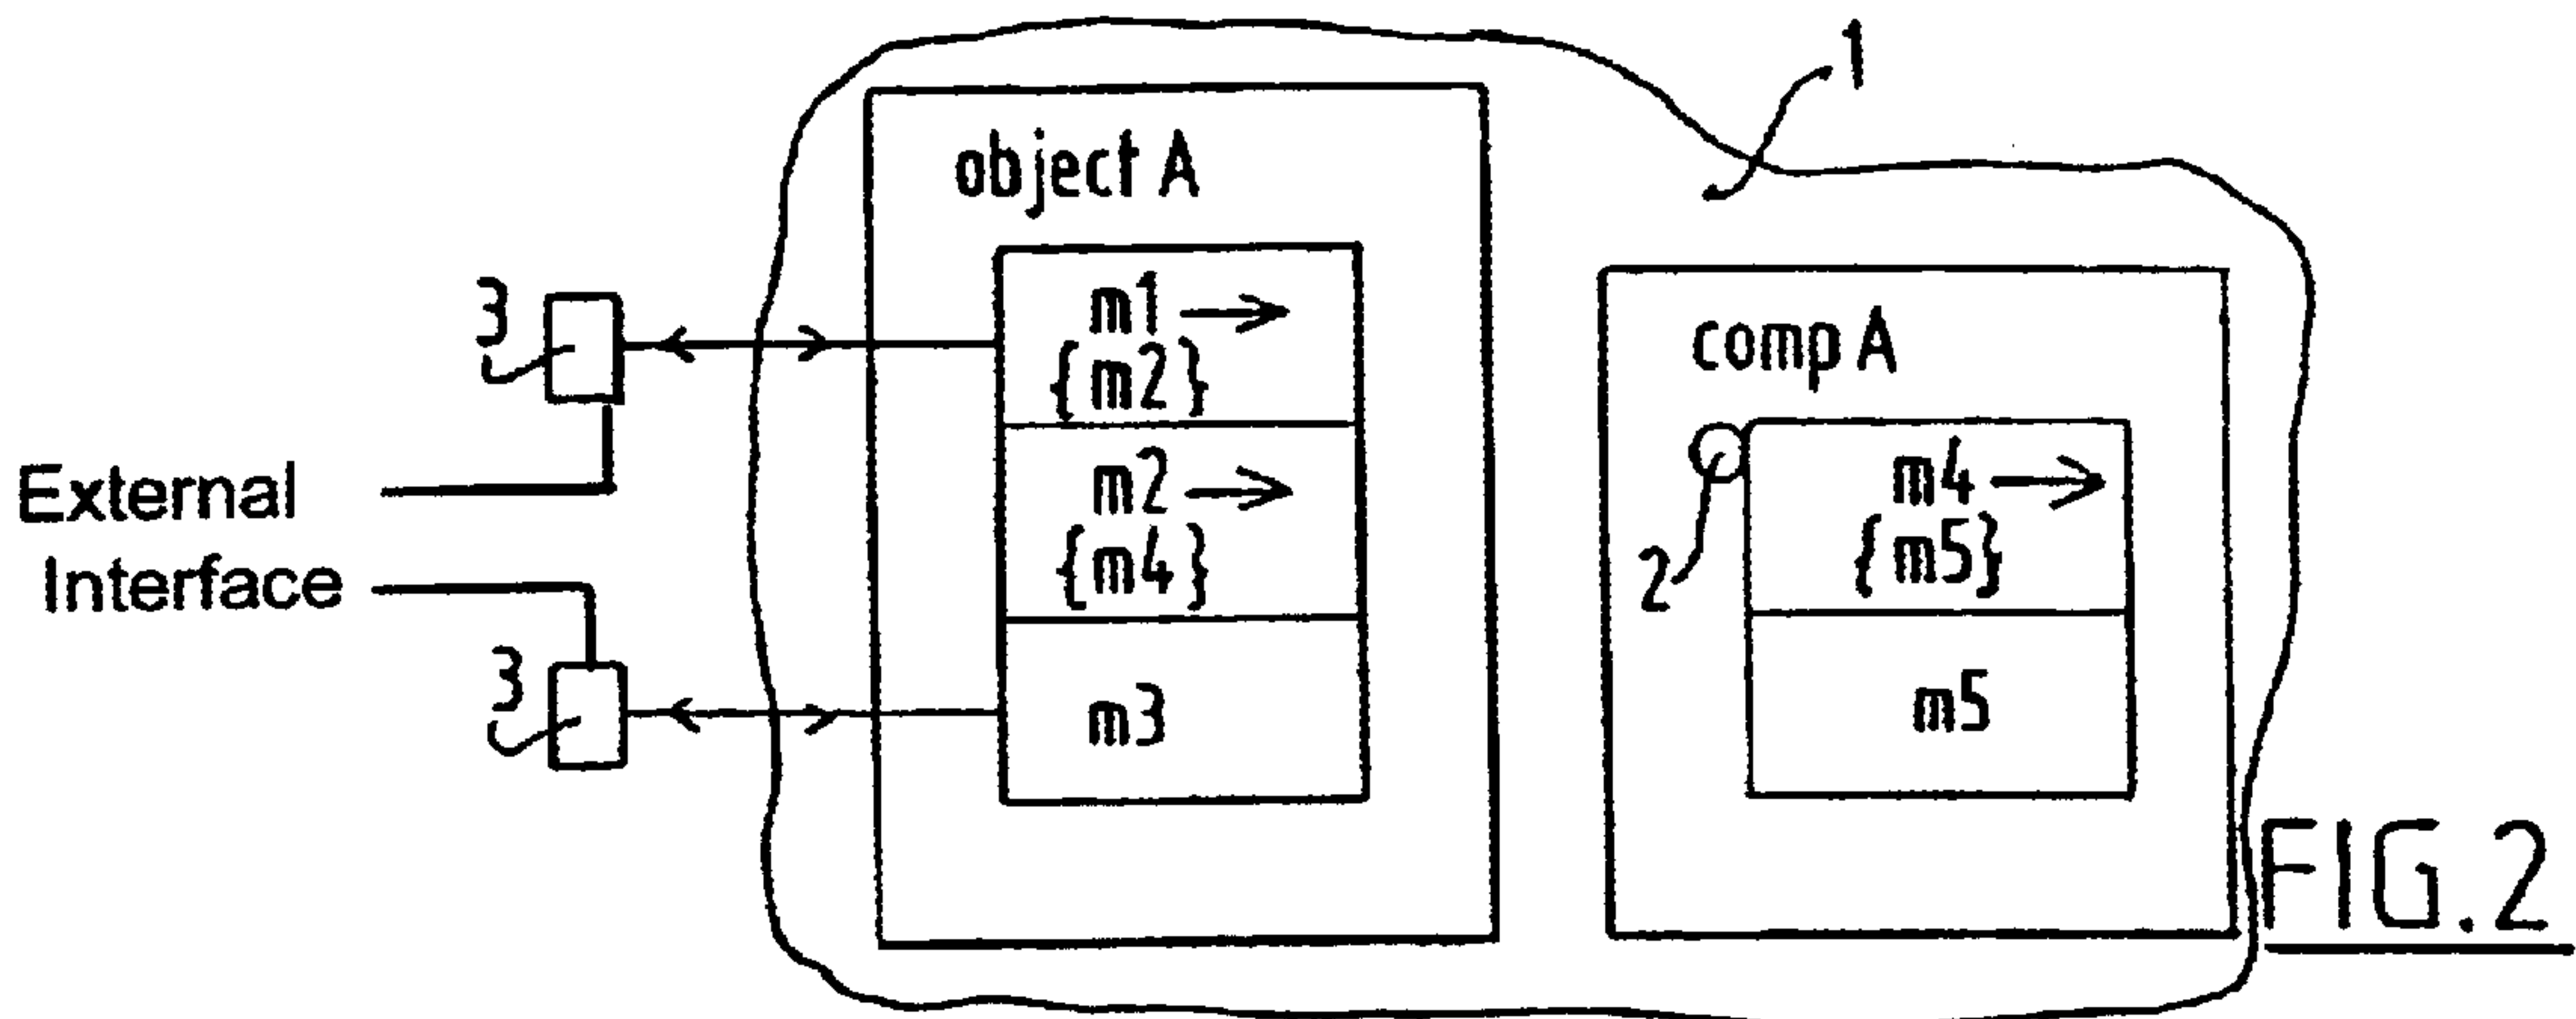 1
object A
3
m1 →
{m2}
External
Interface
m2 →
{m4}
3
m3
comp A
2
m4 →
{m5}
m5
FIG.2